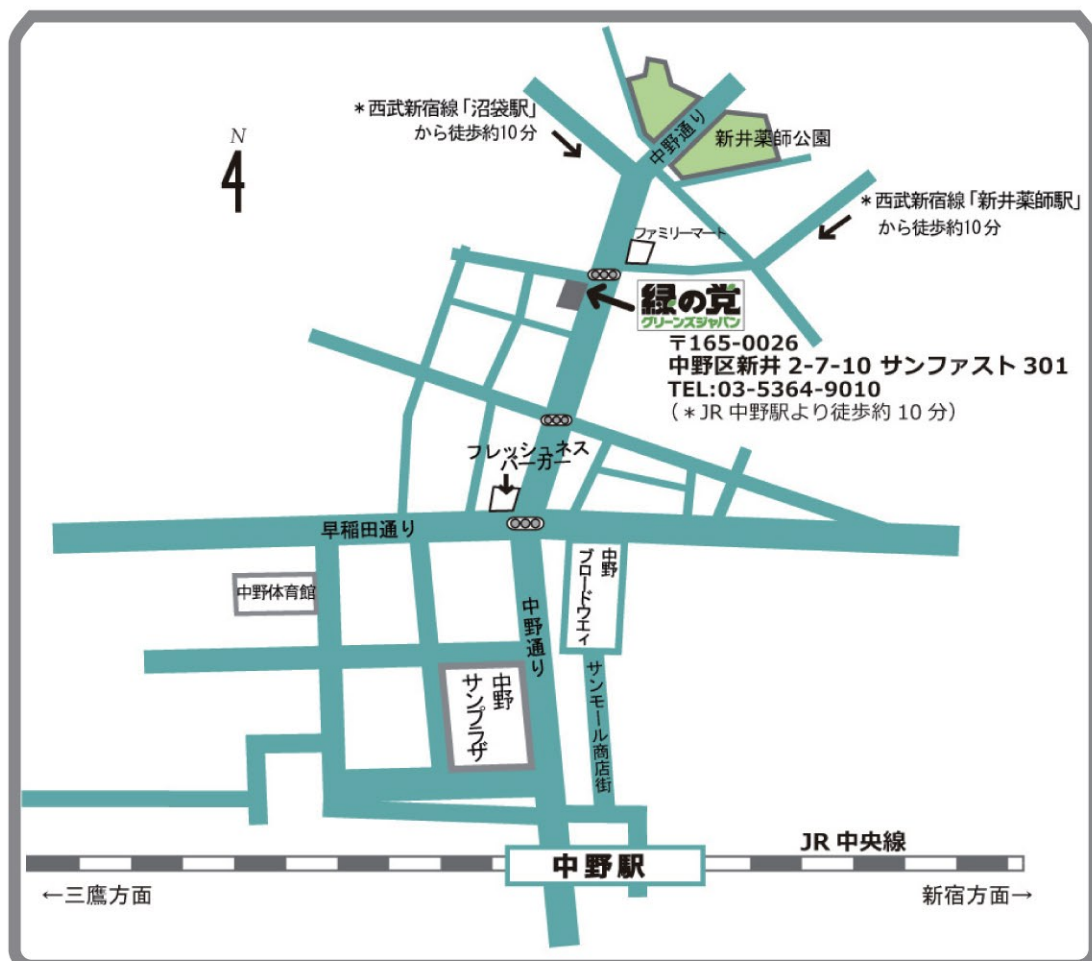 *西武新宿線「沼袋駅」
から徒歩約10分
中野通り
新井薬師公園
N
4
*西武新宿線「新井薬師駅」
から徒歩約10分
ファミリーマート
緑の党
グリーンズジャパン
〒165-0026
中野区新井 2-7-10 サンファスト 301
TEL:03-5364-9010
(*JR 中野駅より徒歩約 10 分)
フレッシュネス
バーガー
早稲田通り
中野体育館
中野通り
中野
ブロードウエィ
中野
サンプラザ
サンモール商店街
JR 中央線
中野駅
←三鷹方面
新宿方面→